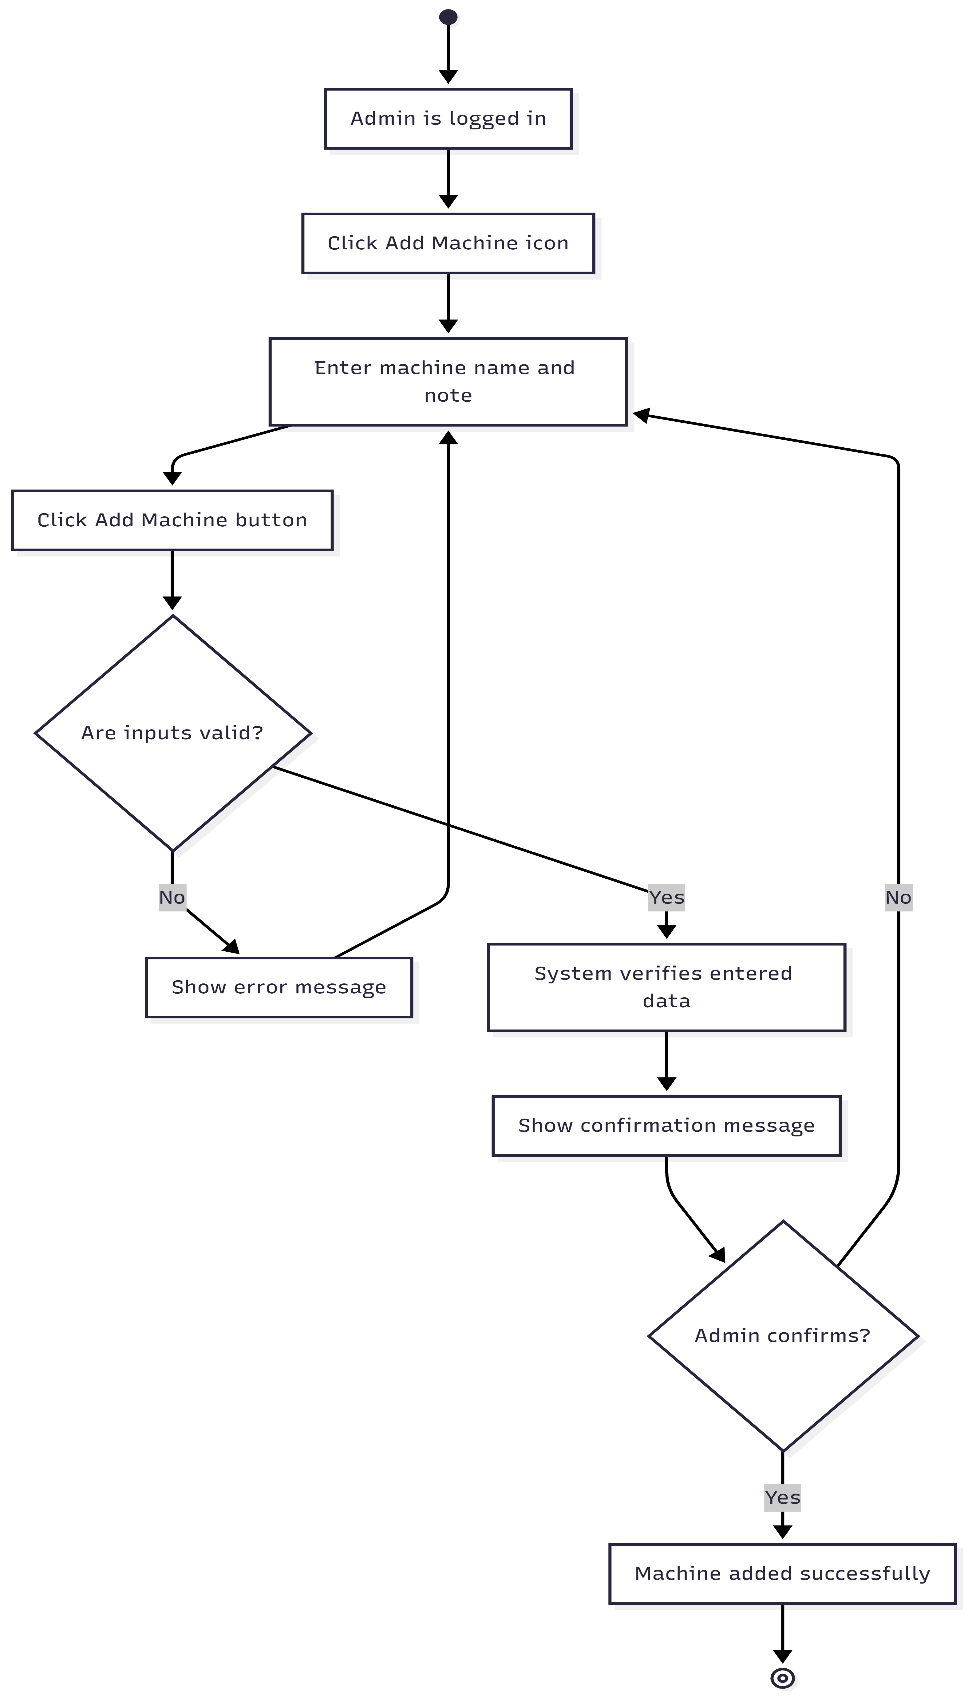 Admin is logged in
Click Add Machine icon
Enter machine name and
note
Click Add Machine button
Are inputs valid?
No
Yes
No
Show error message
System verifies entered
data
Show confirmation message
Admin confirms?
Yes
Machine added successfully